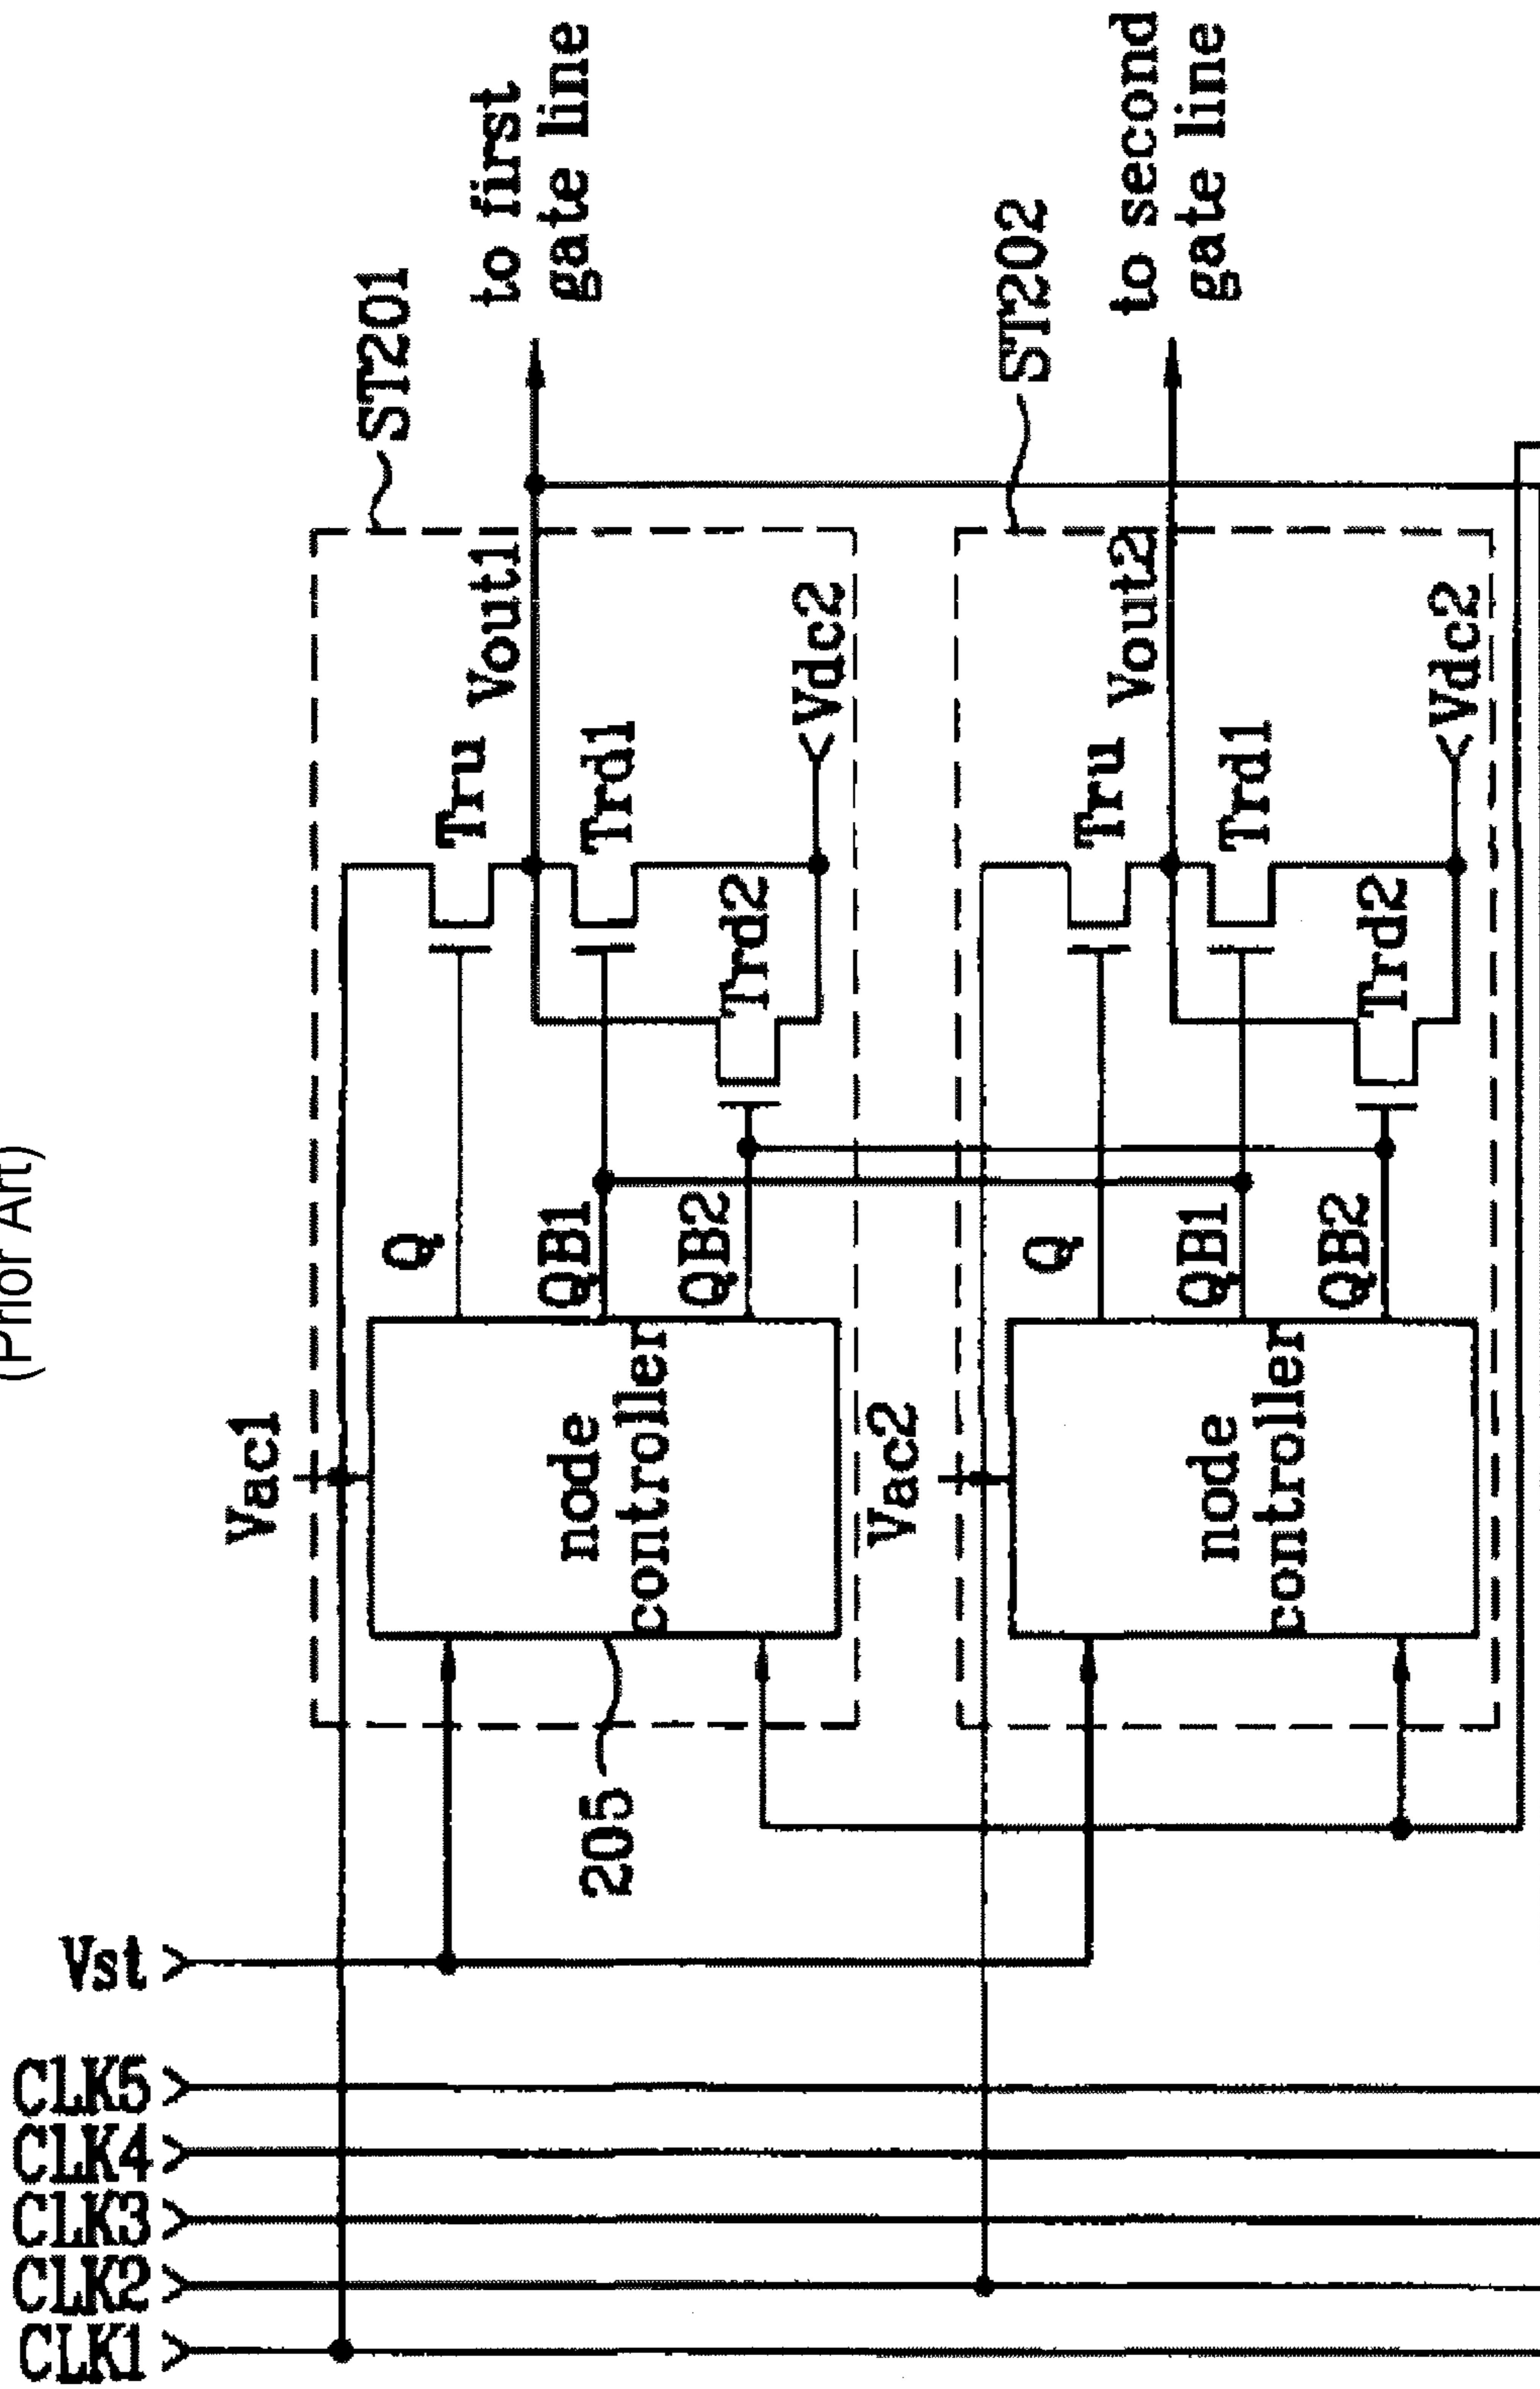 (Prior Art)
CLK1
CLK2
CLK3
CLK4
CLK5
Vst
Vac1
ST201
205
node
controller
Q
QB1
QB2
Tru
Trd1
Trd2
Vout1
Vdc2
to first
gate line
Vac2
ST202
node
controller
Q
QB1
QB2
Tru
Trd1
Trd2
Vout2
Vdc2
to second
gate line